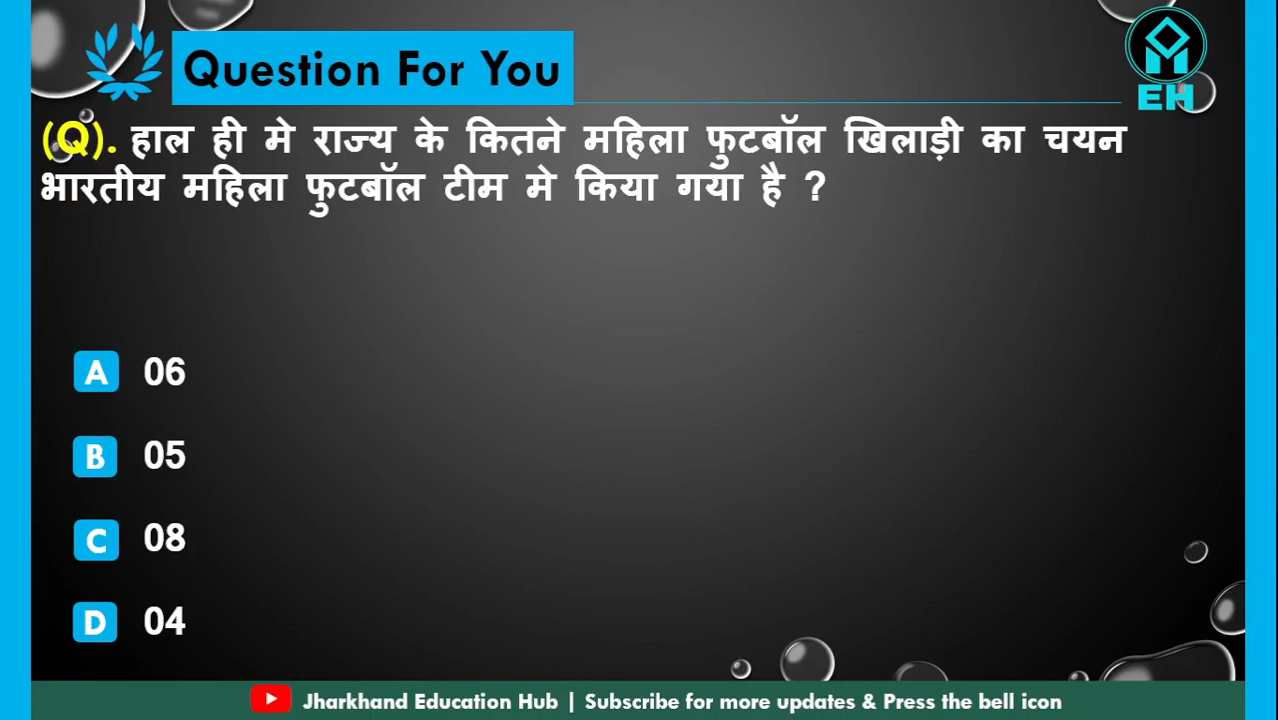 Question For You
EH
(Q). हाल ही मे राज्य के कितने महिला फुटबॉल खिलाड़ी का चयन
भारतीय महिला फुटबॉल टीम मे किया गया है ?
A 06
B 05
C 08
D 04
Jharkhand Education Hub | Subscribe for more updates & Press the bell icon